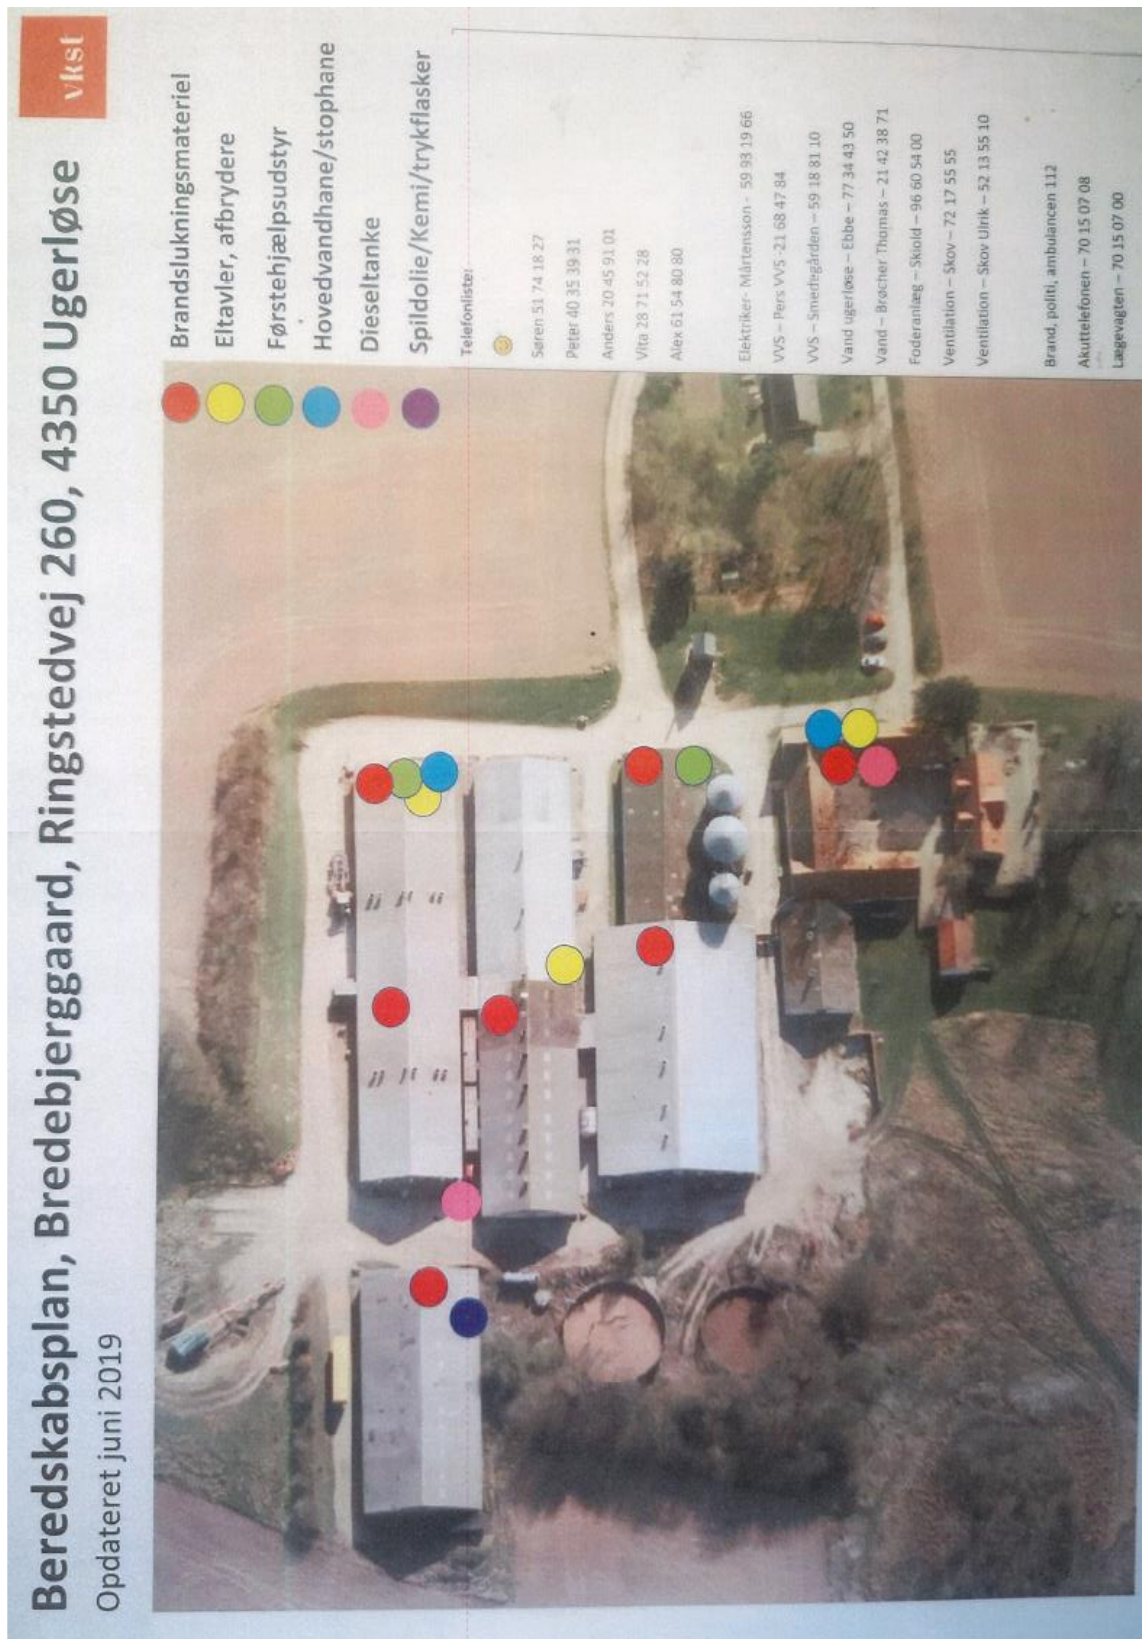 Beredskabsplan, Bredebjerggaard, Ringstedvej 260, 4350 Ugerløse
vkst
Opdateret juni 2019
Brandslukningsmateriel
Eltavler, afbrydere
Førstehjælpsudstyr
Hovedvandhane/stophane
Dieseltanke
Spildolie/Kemi/trykflasker
Telefonliste:
Søren 51 74 18 27
Peter 40 35 39 31
Anders 20 45 91 01
Vita 28 71 52 28
Alex 61 54 80 80
Elektriker- Mårtensson - 59 93 19 66
VVS – Pers VVS -21 68 47 84
VVS – Smedegården – 59 18 81 10
Vand ugerløse – Ebbe – 77 34 43 50
Vand – Brøcher Thomas – 21 42 38 71
Foderanlæg – Skold – 96 60 54 00
Ventilation – Skov – 72 17 55 55
Ventilation – Skov Ulrik – 52 13 55 10
Brand, politi, ambulancen 112
Akuttelefonen – 70 15 07 08
Lægevagten – 70 15 07 00